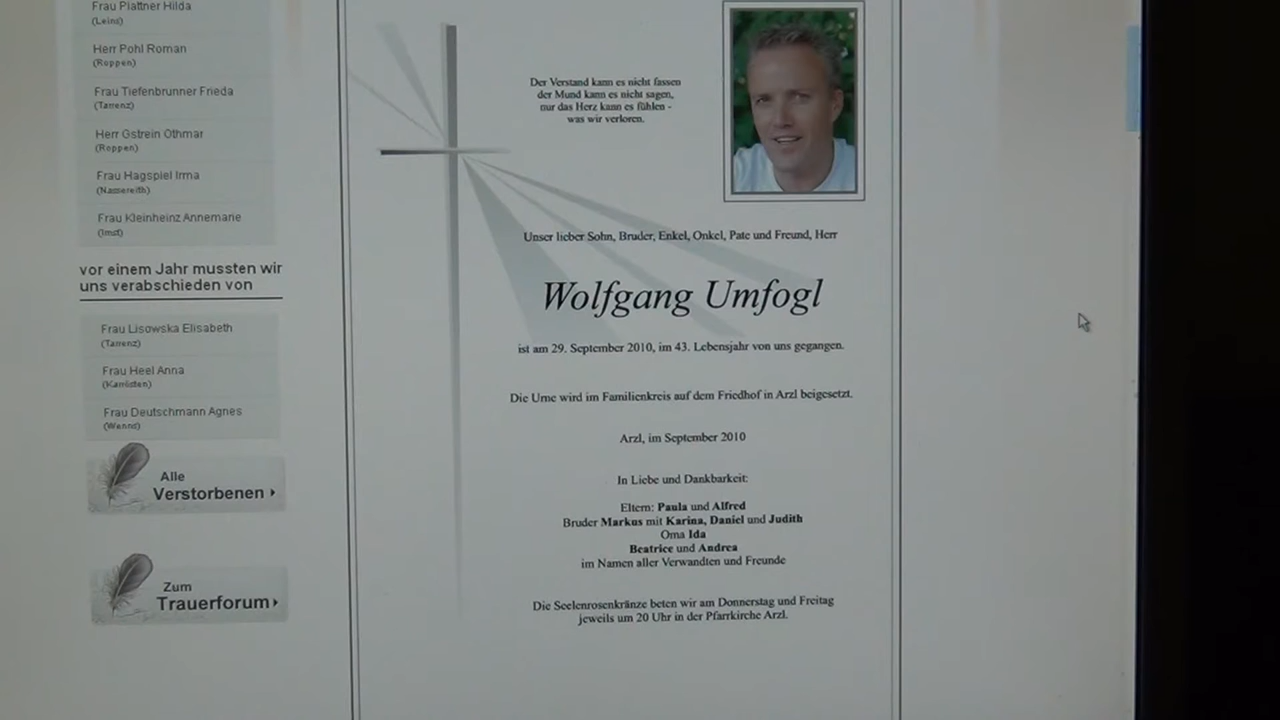 Frau Plattner Hilda
(Leins)
Herr Pohl Roman
(Roppen)
Frau Tiefenbrunner Frieda
(Tarrenz)
Herr Gstrein Othmar
(Roppen)
Frau Hagspiel Irma
(Nassereith)
Frau Kleinheinz Annemarie
(Imst)
vor einem Jahr mussten wir
uns verabschieden von
Frau Lisowska Elisabeth
(Tarrenz)
Frau Heel Anna
(Karrösten)
Frau Deutschmann Agnes
(Wenns)
Alle
Verstorbenen
Zum
Trauerforum
Der Verstand kann es nicht fassen
der Mund kann es nicht sagen,
nur das Herz kann es fühlen -
was wir verloren.
Unser lieber Sohn, Bruder, Enkel, Onkel, Pate und Freund, Herr
Wolfgang Umfogl
ist am 29. September 2010, im 43. Lebensjahr von uns gegangen.
Die Urne wird im Familienkreis auf dem Friedhof in Arzl beigesetzt.
Arzl, im September 2010
In Liebe und Dankbarkeit:
Eltern: Paula und Alfred
Bruder Markus mit Karina, Daniel und Judith
Oma Ida
Beatrice und Andrea
im Namen aller Verwandten und Freunde
Die Seelenrosenkränze beten wir am Donnerstag und Freitag
jeweils um 20 Uhr in der Pfarrkirche Arzl.